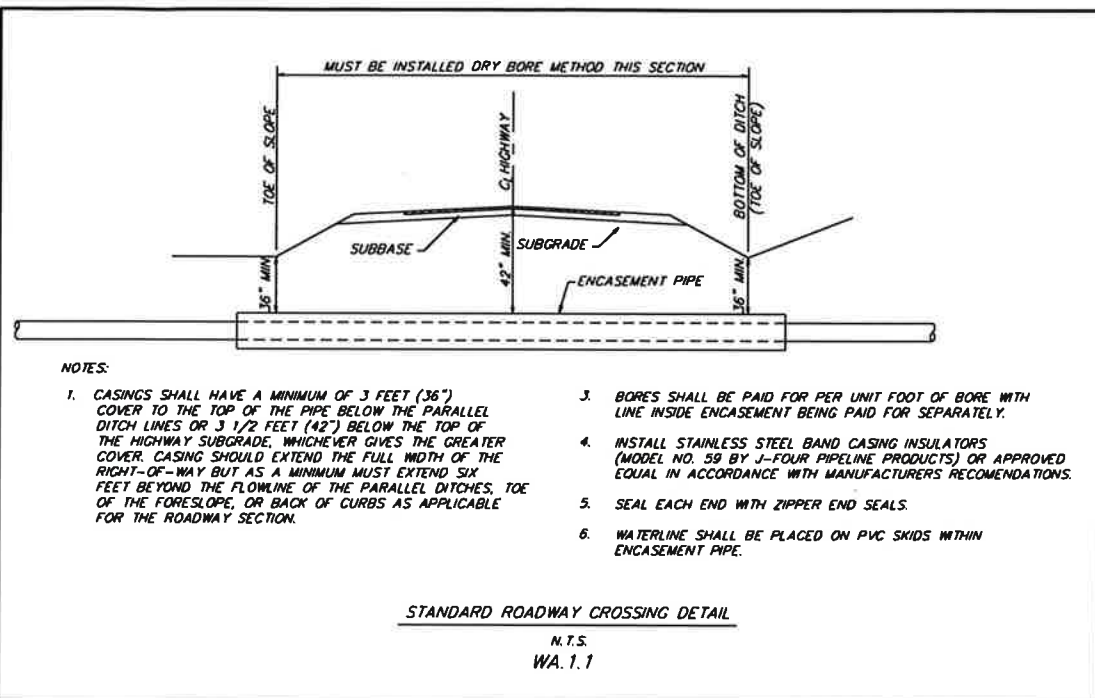 MUST BE INSTALLED DRY BORE METHOD THIS SECTION
TOE OF SLOPE
℄ HIGHWAY
BOTTOM OF DITCH
(TOE OF SLOPE)
SUBBASE
SUBGRADE
36" MIN.
42" MIN.
36" MIN.
ENCASEMENT PIPE
NOTES:
1. CASINGS SHALL HAVE A MINIMUM OF 3 FEET (36")
COVER TO THE TOP OF THE PIPE BELOW THE PARALLEL
DITCH LINES OR 3 1/2 FEET (42") BELOW THE TOP OF
THE HIGHWAY SUBGRADE, WHICHEVER GIVES THE GREATER
COVER. CASING SHOULD EXTEND THE FULL WIDTH OF THE
RIGHT-OF-WAY BUT AS A MINIMUM MUST EXTEND SIX
FEET BEYOND THE FLOWLINE OF THE PARALLEL DITCHES, TOE
OF THE FORESLOPE, OR BACK OF CURBS AS APPLICABLE
FOR THE ROADWAY SECTION.
3. BORES SHALL BE PAID FOR PER UNIT FOOT OF BORE WITH
LINE INSIDE ENCASEMENT BEING PAID FOR SEPARATELY.
4. INSTALL STAINLESS STEEL BAND CASING INSULATORS
(MODEL NO. 59 BY J-FOUR PIPELINE PRODUCTS) OR APPROVED
EQUAL IN ACCORDANCE WITH MANUFACTURERS RECOMENDATIONS.
5. SEAL EACH END WITH ZIPPER END SEALS.
6. WATERLINE SHALL BE PLACED ON PVC SKIDS WITHIN
ENCASEMENT PIPE.
STANDARD ROADWAY CROSSING DETAIL
N.T.S.
WA.1.1